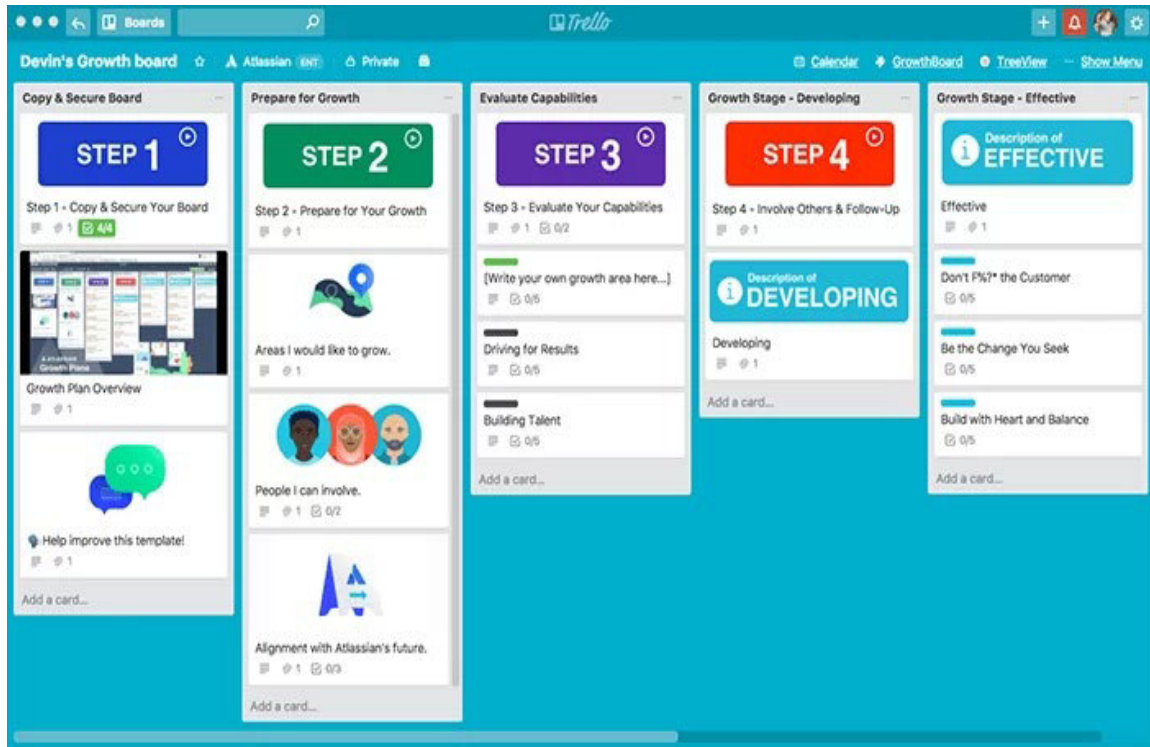 Boards
Trello
Devin's Growth board
Atlassian ENT
Private
Calendar
GrowthBoard
TreeView
Show Menu
Copy & Secure Board
STEP 1
Step 1 - Copy & Secure Your Board
1 4/4
Growth Plans
Growth Plan Overview
1
Help improve this template!
1
Add a card...
Prepare for Growth
STEP 2
Step 2 - Prepare for Your Growth
1
Areas I would like to grow.
1
People I can involve.
1 0/2
Alignment with Atlassian's future.
1 0/3
Add a card...
Evaluate Capabilities
STEP 3
Step 3 - Evaluate Your Capabilities
1 0/2
[Write your own growth area here...]
0/5
Driving for Results
0/5
Building Talent
0/5
Add a card...
Growth Stage - Developing
STEP 4
Step 4 - Involve Others & Follow-Up
1
Description of
DEVELOPING
Developing
1
Add a card...
Growth Stage - Effective
Description of
EFFECTIVE
Effective
1
Don't F%?* the Customer
0/5
Be the Change You Seek
0/5
Build with Heart and Balance
0/5
Add a card...